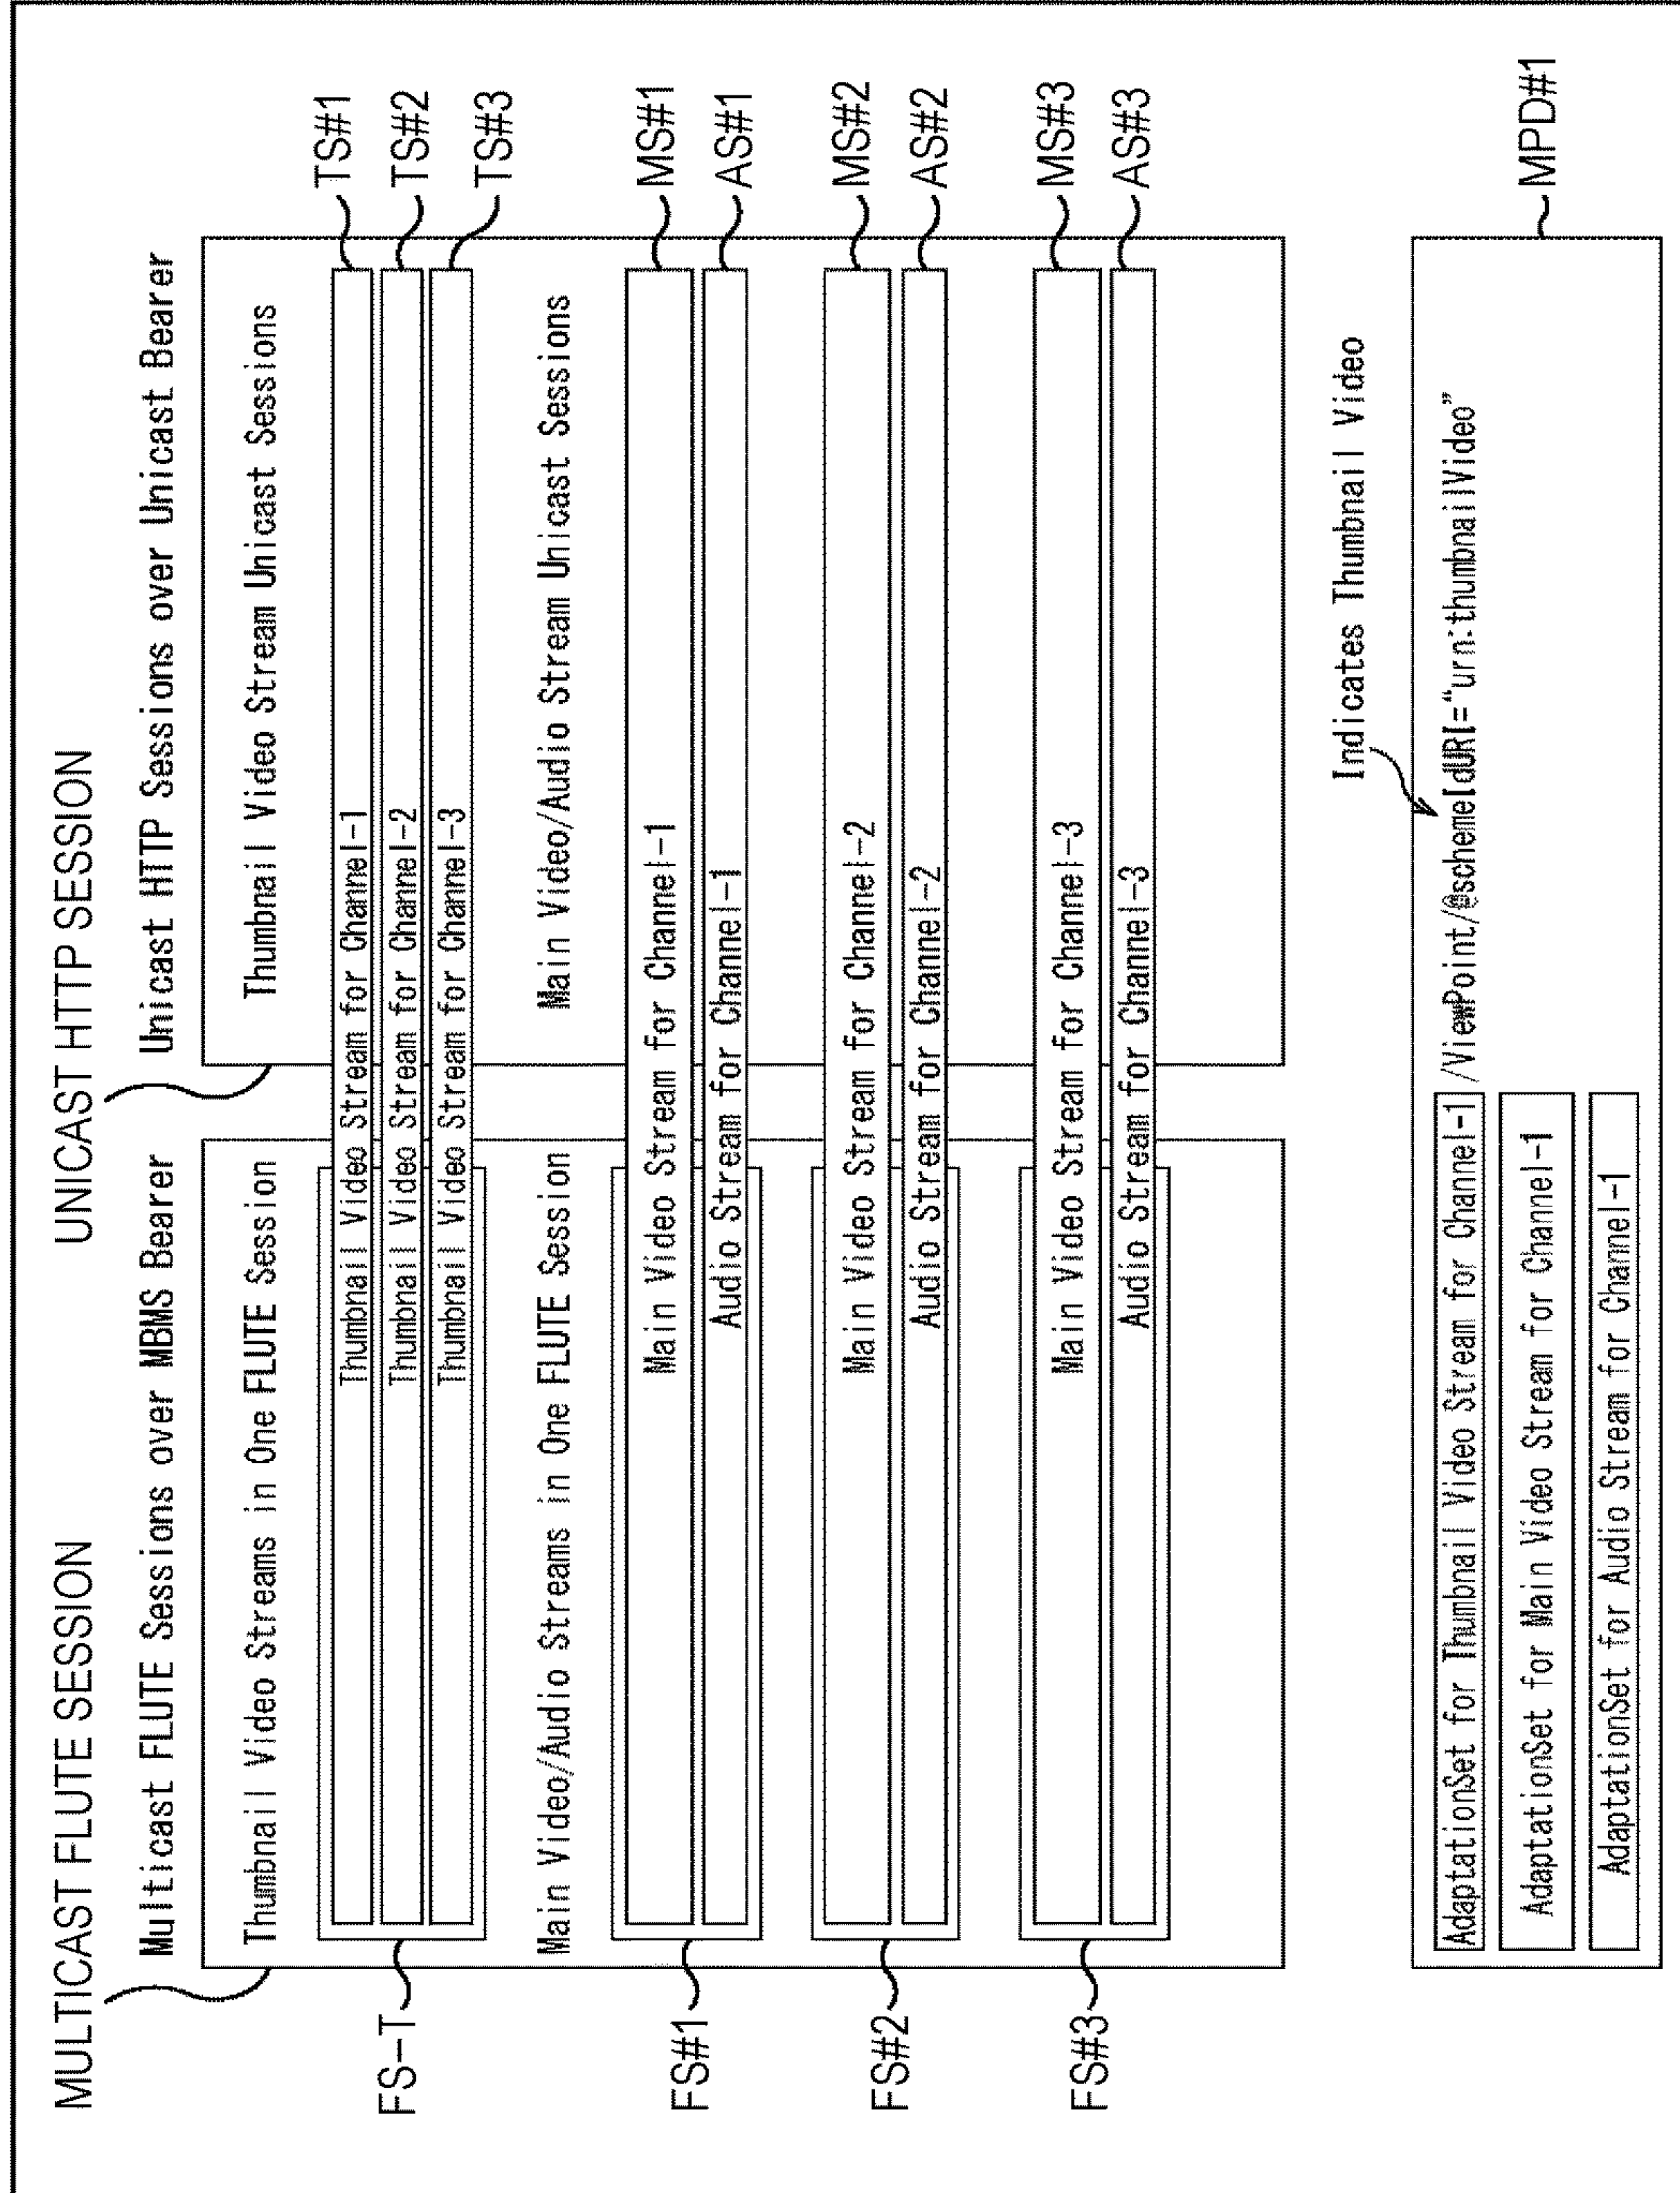 MULTICAST FLUTE SESSION
UNICAST HTTP SESSION
Multicast FLUTE Sessions over MBMS Bearer
Unicast HTTP Sessions over Unicast Bearer
Thumbnail Video Streams in One FLUTE Session
Thumbnail Video Stream Unicast Sessions
FS-T
Thumbnail Video Stream for Channel-1
TS#1
Thumbnail Video Stream for Channel-2
TS#2
Thumbnail Video Stream for Channel-3
TS#3
Main Video/Audio Streams in One FLUTE Session
Main Video/Audio Stream Unicast Sessions
FS#1
Main Video Stream for Channel-1
MS#1
Audio Stream for Channel-1
AS#1
FS#2
Main Video Stream for Channel-2
MS#2
Audio Stream for Channel-2
AS#2
FS#3
Main Video Stream for Channel-3
MS#3
Audio Stream for Channel-3
AS#3
Indicates Thumbnail Video
AdaptationSet for Thumbnail Video Stream for Channel-1 /ViewPoint/@schemeIdURI="urn:thumbnailVideo"
AdaptationSet for Main Video Stream for Channel-1
AdaptationSet for Audio Stream for Channel-1
MPD#1